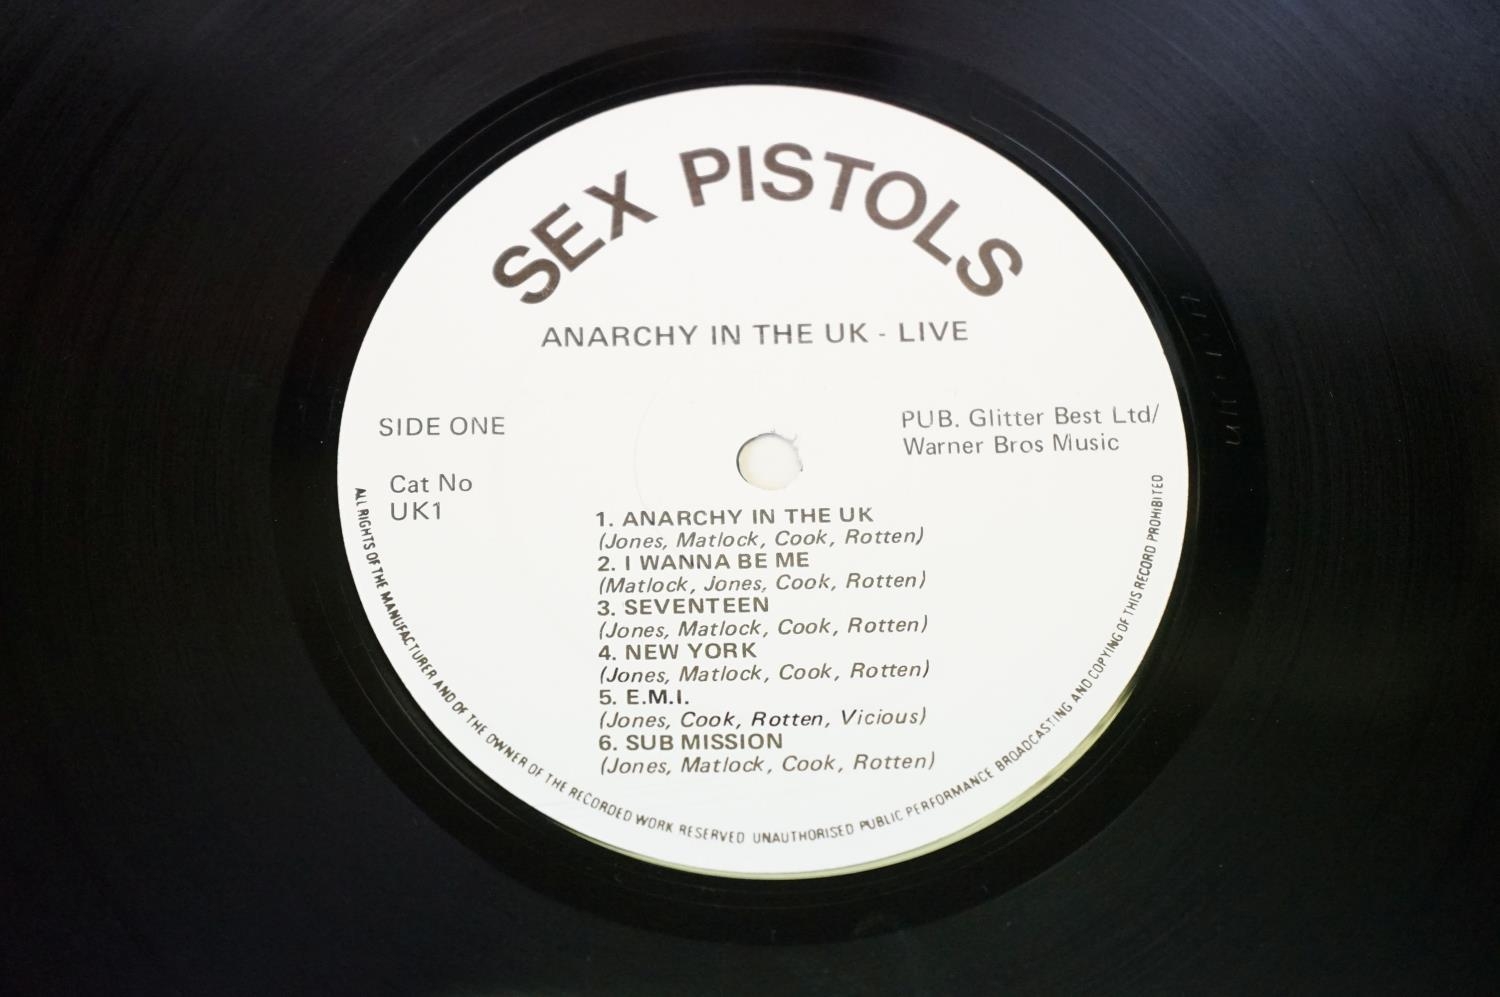 SEX PISTOLS
ANARCHY IN THE UK - LIVE
SIDE ONE
Cat No
UK1
PUB. Glitter Best Ltd/
Warner Bros Music
1. ANARCHY IN THE UK
(Jones, Matlock, Cook, Rotten)
2. I WANNA BE ME
(Matlock, Jones, Cook, Rotten)
3. SEVENTEEN
(Jones, Matlock, Cook, Rotten)
4. NEW YORK
(Jones, Matlock, Cook, Rotten)
5. E.M.I.
(Jones, Cook, Rotten, Vicious)
6. SUB MISSION
(Jones, Matlock, Cook, Rotten)
ALL RIGHTS OF THE MANUFACTURER AND OF THE OWNER OF THE RECORDED WORK RESERVED UNAUTHORISED PUBLIC PERFORMANCE BROADCASTING AND COPYING OF THIS RECORD PROHIBITED